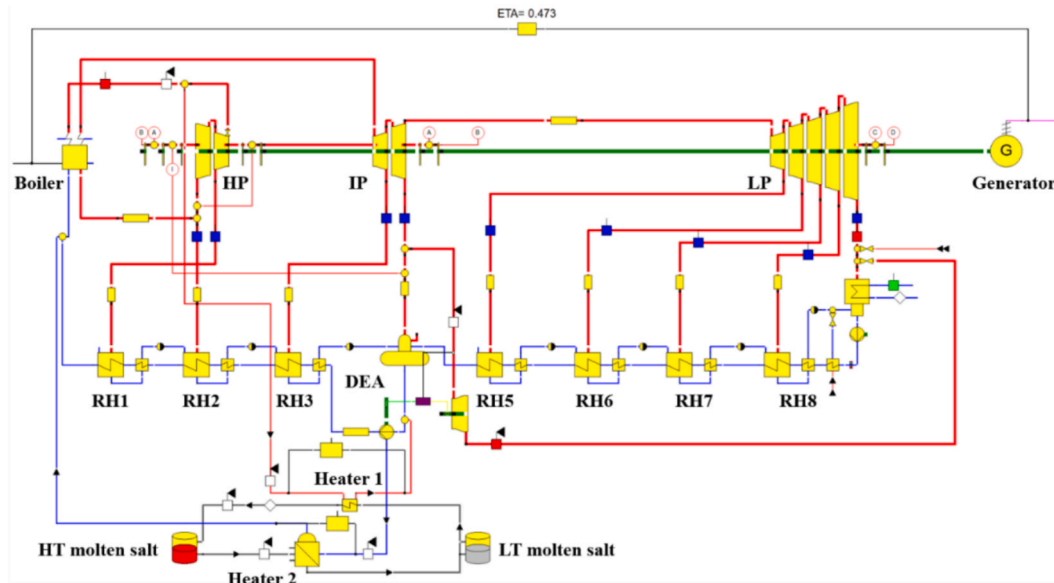 ETA= 0.473
B A
A
B
C D
I
Boiler
HP
IP
LP
G
Generator
RH1
RH2
RH3
DEA
RH5
RH6
RH7
RH8
Heater 1
HT molten salt
LT molten salt
Heater 2